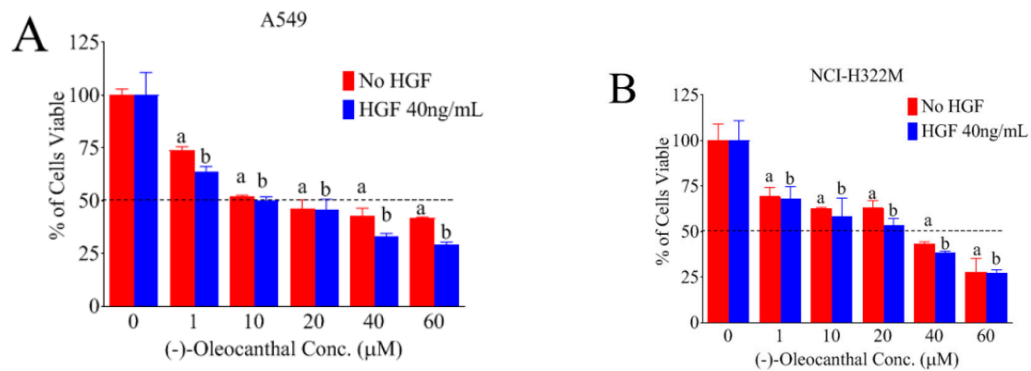 A
A549
% of Cells Viable
125
100
75
50
25
0
No HGF
HGF 40ng/mL
a
b
a
b
a
b
a
b
a
b
0 1 10 20 40 60
(-)-Oleocanthal Conc. (μM)
B
NCI-H322M
% of Cells Viable
125
100
75
50
25
0
No HGF
HGF 40ng/mL
a
b
a
b
a
b
a
b
a
b
0 1 10 20 40 60
(-)-Oleocanthal Conc. (μM)